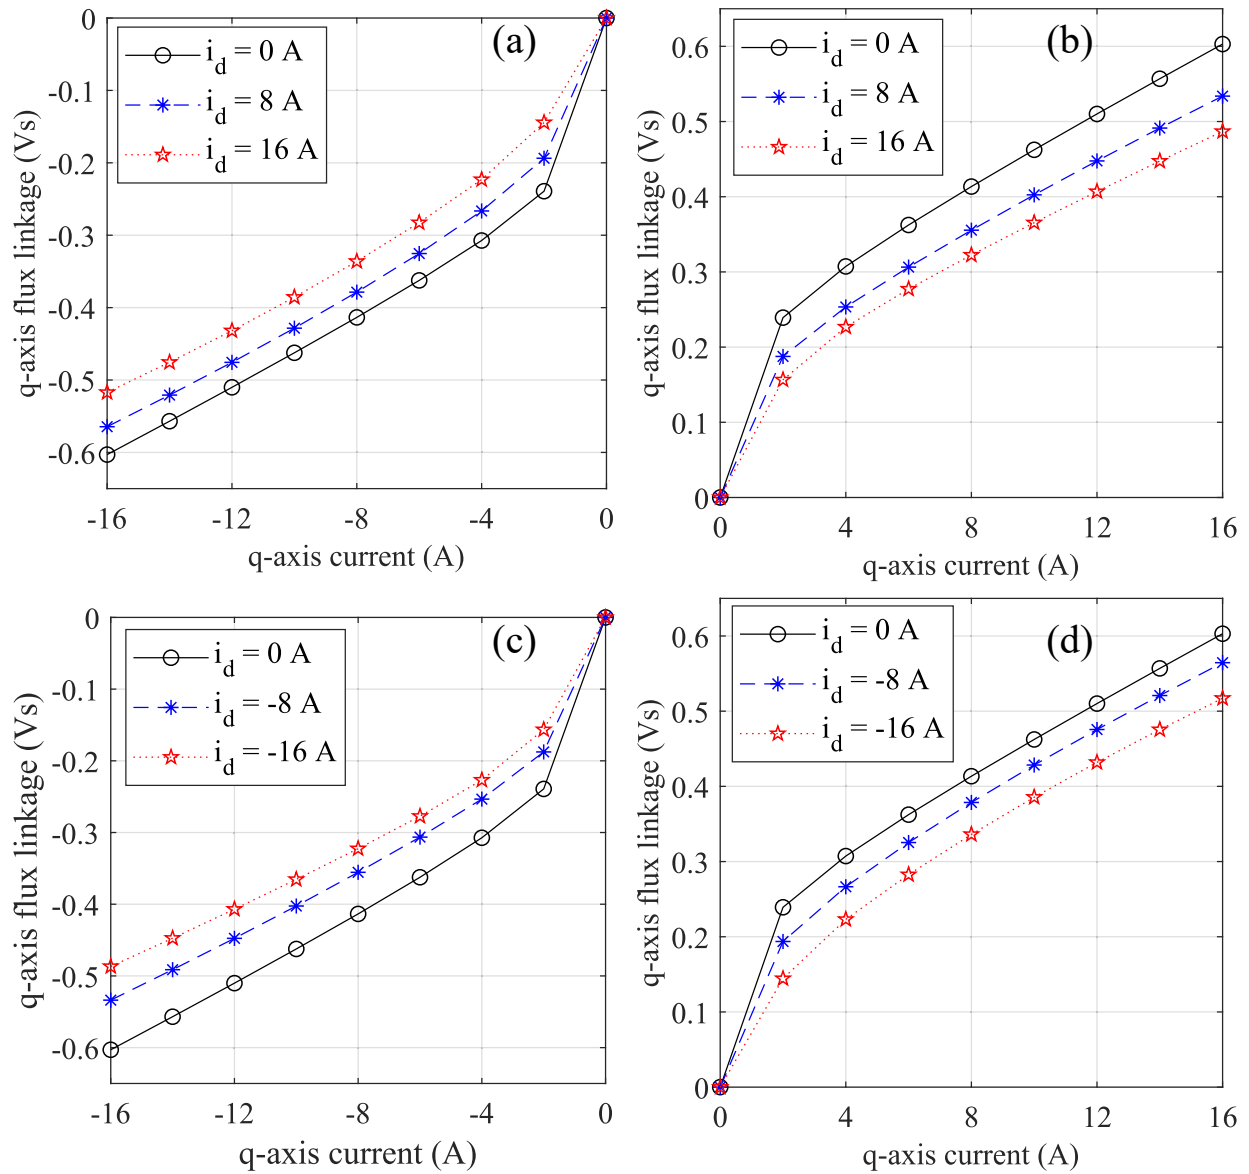 (a)
i_d = 0 A
i_d = 8 A
i_d = 16 A
0
-0.1
-0.2
-0.3
-0.4
-0.5
-0.6
-16 -12 -8 -4 0
q-axis current (A)
q-axis flux linkage (Vs)
(b)
i_d = 0 A
i_d = 8 A
i_d = 16 A
0.6
0.5
0.4
0.3
0.2
0.1
0
0 4 8 12 16
q-axis current (A)
q-axis flux linkage (Vs)
(c)
i_d = 0 A
i_d = -8 A
i_d = -16 A
0
-0.1
-0.2
-0.3
-0.4
-0.5
-0.6
-16 -12 -8 -4 0
q-axis current (A)
q-axis flux linkage (Vs)
(d)
i_d = 0 A
i_d = -8 A
i_d = -16 A
0.6
0.5
0.4
0.3
0.2
0.1
0
0 4 8 12 16
q-axis current (A)
q-axis flux linkage (Vs)